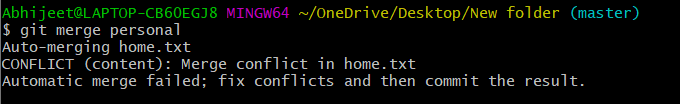 Abhijeet@LAPTOP-CB6OEGJ8 MINGW64 ~/OneDrive/Desktop/New folder (master)
$ git merge personal
Auto-merging home.txt
CONFLICT (content): Merge conflict in home.txt
Automatic merge failed; fix conflicts and then commit the result.